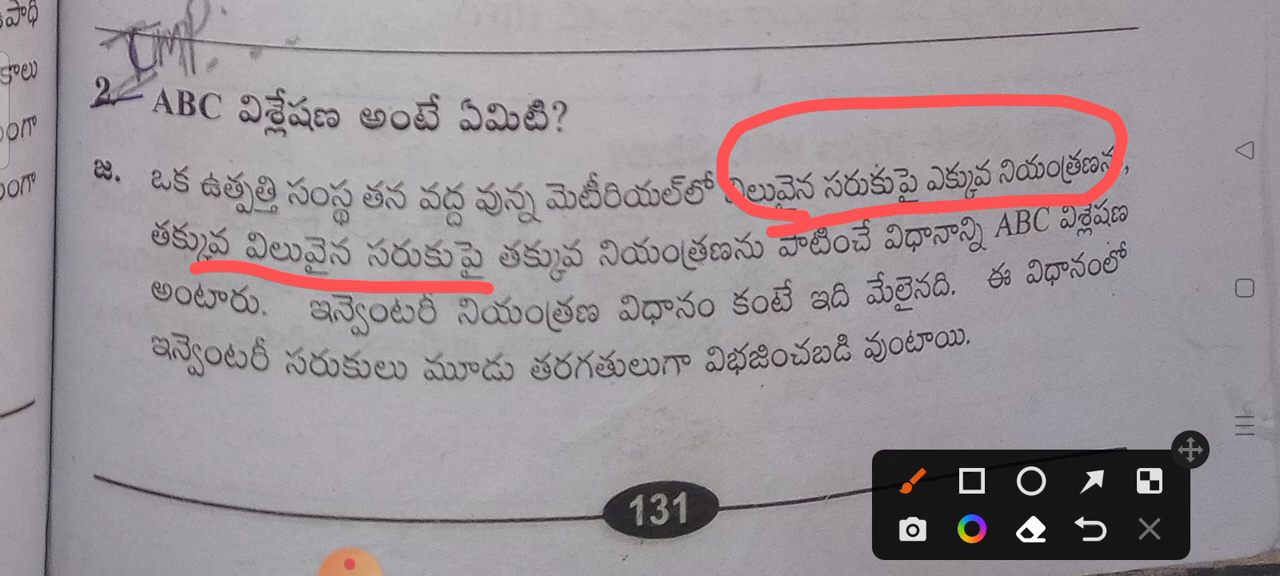 పాధి
కాలు
ంగా
ంగా
IMP.
2. ABC విశ్లేషణ అంటే ఏమిటి?
జ. ఒక ఉత్పత్తి సంస్థ తన వద్ద వున్న మెటీరియల్‌లో విలువైన సరుకుపై ఎక్కువ నియంత్రణను,
తక్కువ విలువైన సరుకుపై తక్కువ నియంత్రణను పాటించే విధానాన్ని ABC విశ్లేషణ
అంటారు. ఇన్వెంటరీ నియంత్రణ విధానం కంటే ఇది మేలైనది. ఈ విధానంలో
ఇన్వెంటరీ సరుకులు మూడు తరగతులుగా విభజించబడి వుంటాయి.
131